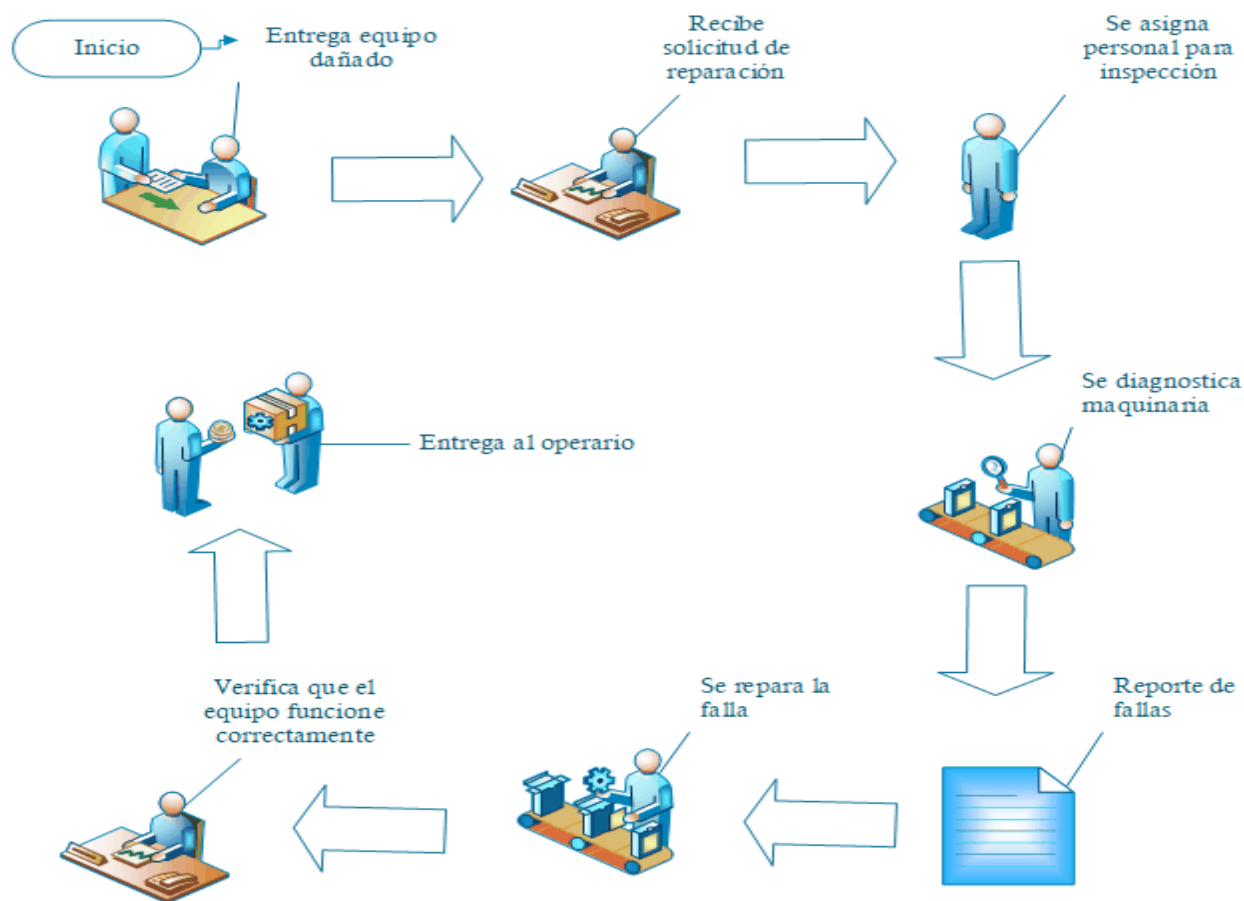 Inicio
Entrega equipo
dañado
Recibe
solicitud de
reparación
Se asigna
personal para
inspección
Se diagnostica
maquinaria
Reporte de
fallas
Se repara la
falla
Verifica que el
equipo funcione
correctamente
Entrega al operario